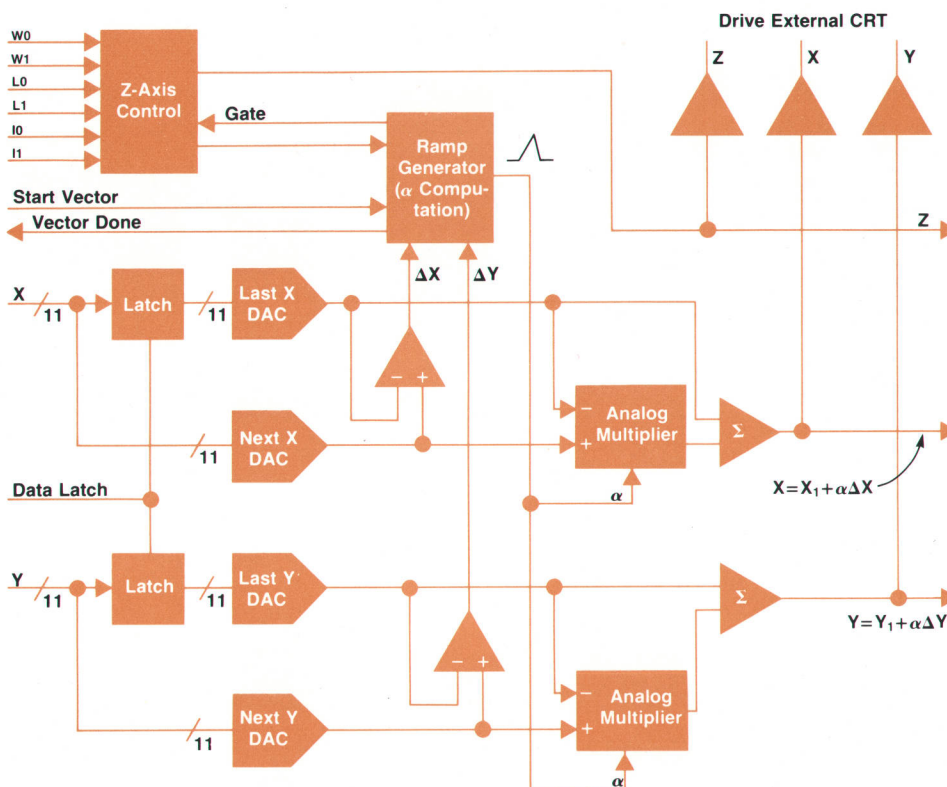 Drive External CRT
Z
X
Y
W0
W1
L0
L1
I0
I1
Z-Axis
Control
Gate
Ramp
Generator
(α Compu-
tation)
Start Vector
Vector Done
Z
ΔX
ΔY
X
11
Latch
11
Last X
DAC
- +
11
Next X
DAC
-
+
Analog
Multiplier
α
Σ
X=X₁+αΔX
Data Latch
Y
11
Latch
11
Last Y
DAC
- +
11
Next Y
DAC
-
+
Analog
Multiplier
α
Σ
Y=Y₁+αΔY